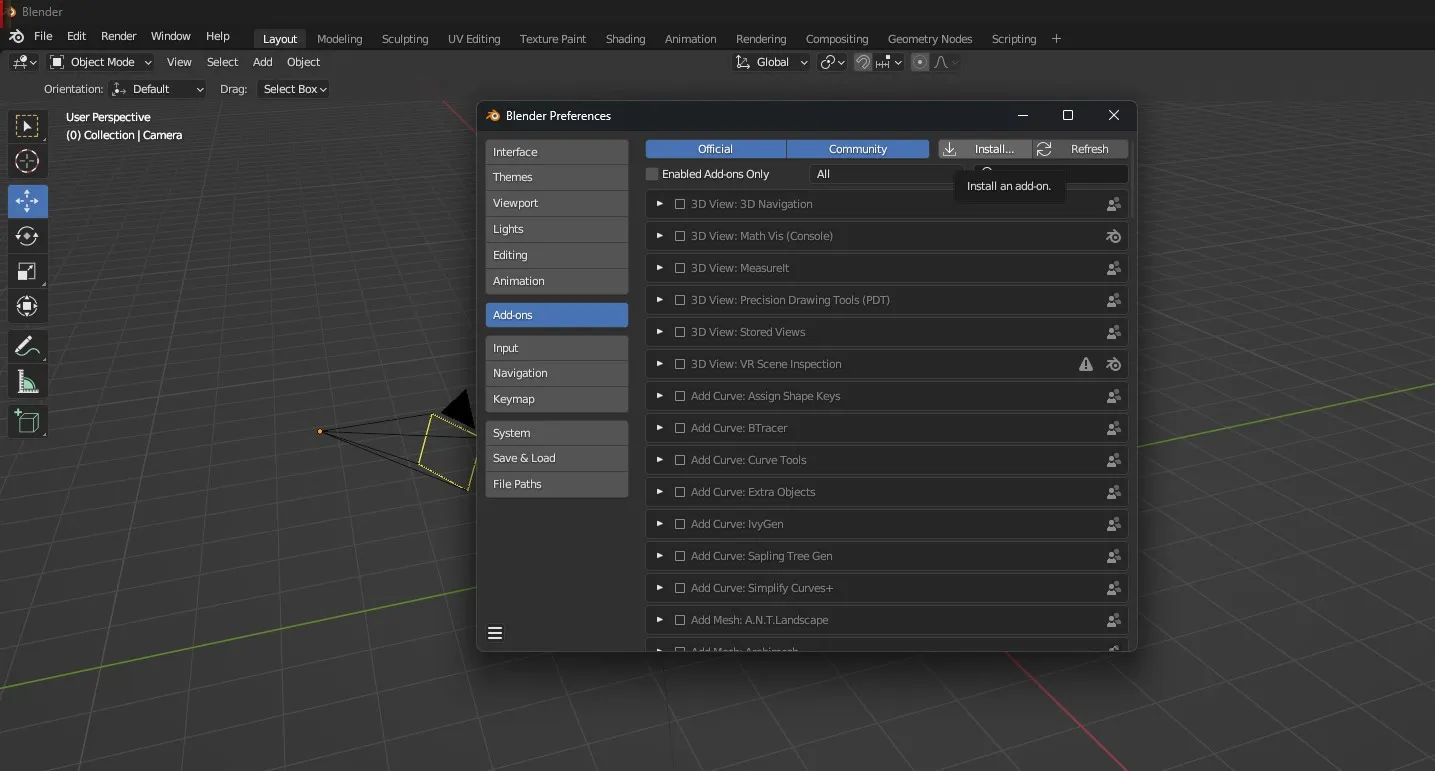 Blender
File Edit Render Window Help Layout Modeling Sculpting UV Editing Texture Paint Shading Animation Rendering Compositing Geometry Nodes Scripting +
Object Mode View Select Add Object Global
Orientation: Default Drag: Select Box
User Perspective
(0) Collection | Camera
Blender Preferences
Interface
Themes
Viewport
Lights
Editing
Animation
Add-ons
Input
Navigation
Keymap
System
Save & Load
File Paths
Official Community Install... Refresh
Enabled Add-ons Only All
Install an add-on.
3D View: 3D Navigation
3D View: Math Vis (Console)
3D View: MeasureIt
3D View: Precision Drawing Tools (PDT)
3D View: Stored Views
3D View: VR Scene Inspection
Add Curve: Assign Shape Keys
Add Curve: BTracer
Add Curve: Curve Tools
Add Curve: Extra Objects
Add Curve: IvyGen
Add Curve: Sapling Tree Gen
Add Curve: Simplify Curves+
Add Mesh: A.N.T.Landscape
Add Mesh: Archimesh